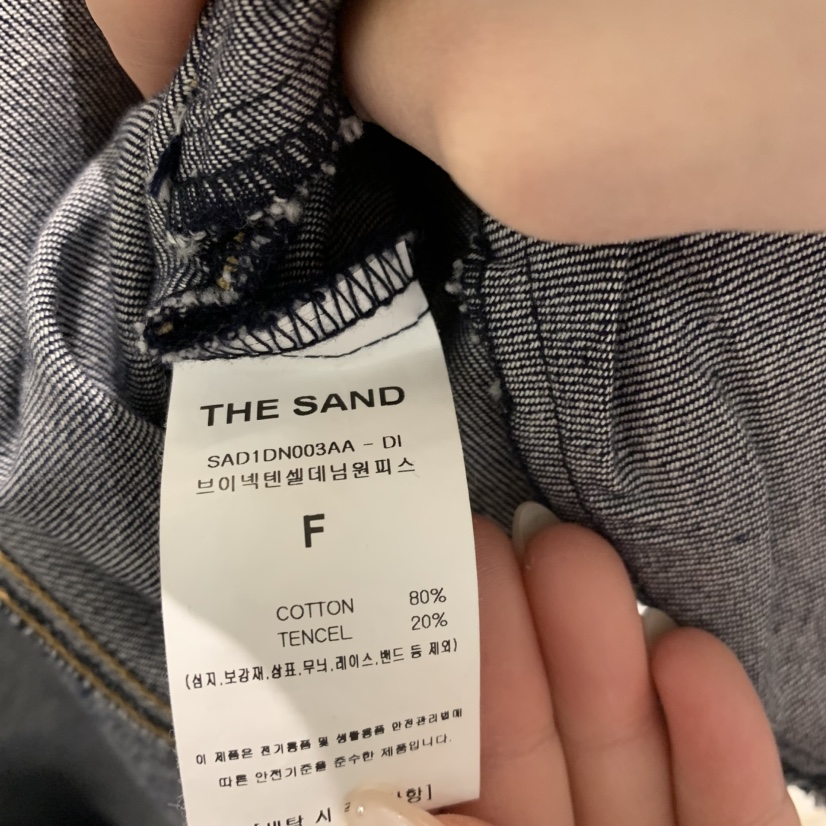 THE SAND
SAD1DN003AA - DI
브이넥텐셀데님원피스
F
COTTON 80%
TENCEL 20%
(심지,보강재,상표,무늬,레이스,밴드 등 제외)
이 제품은 전기용품 및 생활용품 안전관리법에
따른 안전기준을 준수한 제품입니다.
시